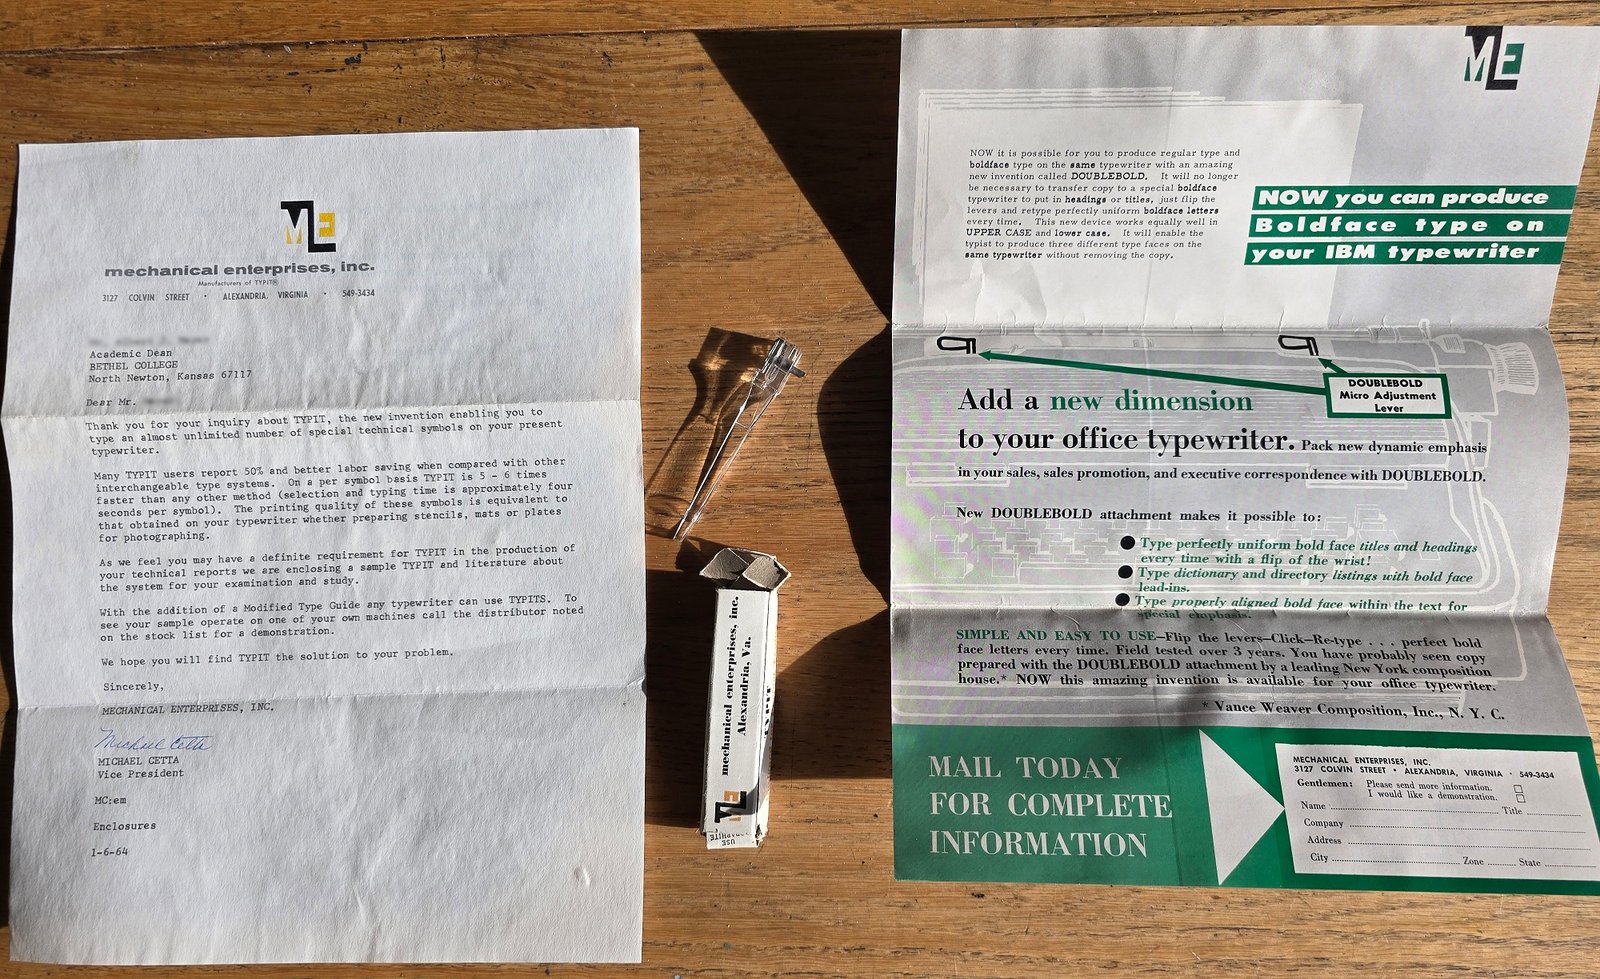 ME
mechanical enterprises, inc.
Manufacturers of TYPIT®
3127 COLVIN STREET • ALEXANDRIA, VIRGINIA • 549-3434
Academic Dean
BETHEL COLLEGE
North Newton, Kansas 67117
Dear Mr.
Thank you for your inquiry about TYPIT, the new invention enabling you to
type an almost unlimited number of special technical symbols on your present
typewriter.
Many TYPIT users report 50% and better labor saving when compared with other
interchangeable type systems. On a per symbol basis TYPIT is 5 - 6 times
faster than any other method (selection and typing time is approximately four
seconds per symbol). The printing quality of these symbols is equivalent to
that obtained on your typewriter whether preparing stencils, mats or plates
for photographing.
As we feel you may have a definite requirement for TYPIT in the production of
your technical reports we are enclosing a sample TYPIT and literature about
the system for your examination and study.
With the addition of a Modified Type Guide any typewriter can use TYPITS. To
see your sample operate on one of your own machines call the distributor noted
on the stock list for a demonstration.
We hope you will find TYPIT the solution to your problem.
Sincerely,
MECHANICAL ENTERPRISES, INC.
Michael Cetta
MICHAEL CETTA
Vice President
MC:em
Enclosures
1-6-64
mechanical enterprises, inc.
Alexandria, Va.
ME
USE
ME
NOW it is possible for you to produce regular type and
boldface type on the same typewriter with an amazing
new invention called DOUBLEBOLD. It will no longer
be necessary to transfer copy to a special boldface
typewriter to put in headings or titles, just flip the
levers and retype perfectly uniform boldface letters
every time. This new device works equally well in
UPPER CASE and lower case. It will enable the
typist to produce three different type faces on the
same typewriter without removing the copy.
NOW you can produce
Boldface type on
your IBM typewriter
DOUBLEBOLD
Micro Adjustment
Lever
Add a new dimension
to your office typewriter. Pack new dynamic emphasis
in your sales, sales promotion, and executive correspondence with DOUBLEBOLD.
New DOUBLEBOLD attachment makes it possible to:
● Type perfectly uniform bold face titles and headings
every time with a flip of the wrist!
● Type dictionary and directory listings with bold face
lead-ins.
● Type properly aligned bold face within the text for
special emphasis.
SIMPLE AND EASY TO USE—Flip the levers—Click—Re-type . . . perfect bold
face letters every time. Field tested over 3 years. You have probably seen copy
prepared with the DOUBLEBOLD attachment by a leading New York composition
house.* NOW this amazing invention is available for your office typewriter.
* Vance Weaver Composition, Inc., N. Y. C.
MAIL TODAY
FOR COMPLETE
INFORMATION
MECHANICAL ENTERPRISES, INC.
3127 COLVIN STREET • ALEXANDRIA, VIRGINIA • 549-3434
Gentlemen: Please send more information.
I would like a demonstration.
Name Title
Company
Address
City Zone State